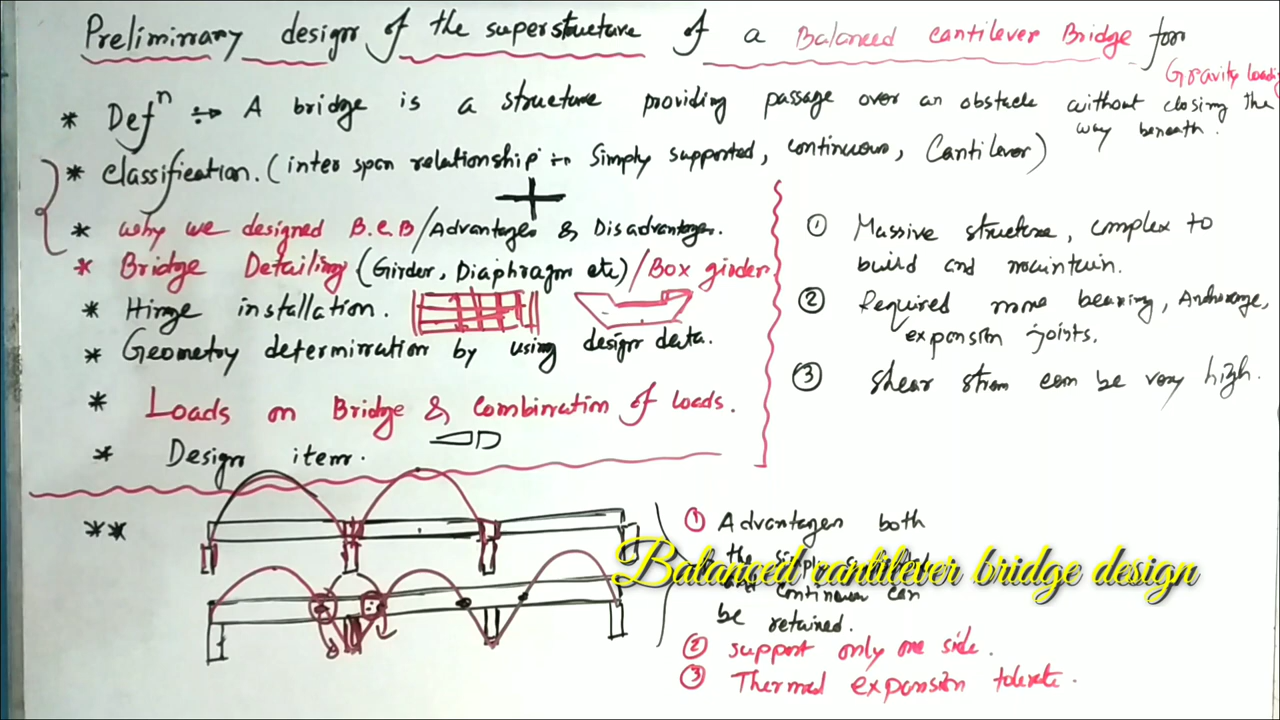 Preliminary design of the superstructure of a Balanced cantilever Bridge for
Gravity loadi
* Defn :→ A bridge is a structure providing passage over an obstacle without closing the
way beneath.
* Classification. (inter span relationship :- Simply supported, continuous, Cantilever)
* why we designed B.C.B/Advantages & Disadvantages.
* Bridge Detailing (Girder, Diaphragm etc)/Box girder
* Hinge installation.
* Geometry determination by using design data.
* Loads on Bridge & Combination of loads.
* Design item.
① Massive structure, complex to
build and maintain.
② Required more bearing, Anchorage,
expansion joints.
③ Shear stress can be very high.
**
① Advantages both
the simply
and continuous can
be retained.
② support only one side.
③ Thermal expansion tolerate.
Balanced cantilever bridge design